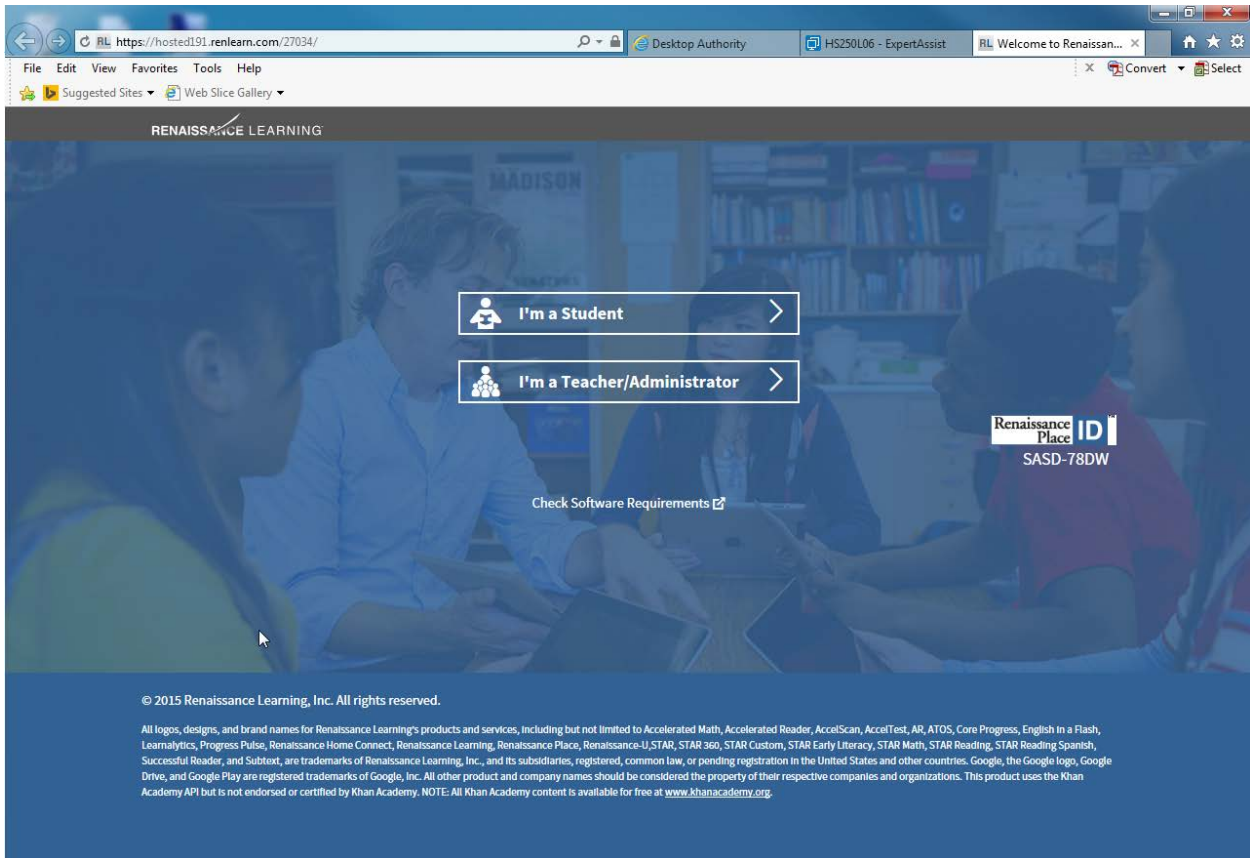 https://hosted191.renlearn.com/27034/
Desktop Authority
HS250L06 - ExpertAssist
RL Welcome to Renaissan...
File Edit View Favorites Tools Help
Convert
Select
Suggested Sites
Web Slice Gallery
RENAISSANCE LEARNING
MADISON
I'm a Student
I'm a Teacher/Administrator
Renaissance
Place ID
SASD-78DW
Check Software Requirements
© 2015 Renaissance Learning, Inc. All rights reserved.
All logos, designs, and brand names for Renaissance Learning's products and services, including but not limited to Accelerated Math, Accelerated Reader, AccelScan, AccelTest, AR, ATOS, Core Progress, English in a Flash,
Learnalytics, Progress Pulse, Renaissance Home Connect, Renaissance Learning, Renaissance Place, Renaissance-U,STAR, STAR 360, STAR Custom, STAR Early Literacy, STAR Math, STAR Reading, STAR Reading Spanish,
Successful Reader, and Subtext, are trademarks of Renaissance Learning, Inc., and its subsidiaries, registered, common law, or pending registration in the United States and other countries. Google, the Google logo, Google
Drive, and Google Play are registered trademarks of Google, Inc. All other product and company names should be considered the property of their respective companies and organizations. This product uses the Khan
Academy API but is not endorsed or certified by Khan Academy. NOTE: All Khan Academy content is available for free at www.khanacademy.org.